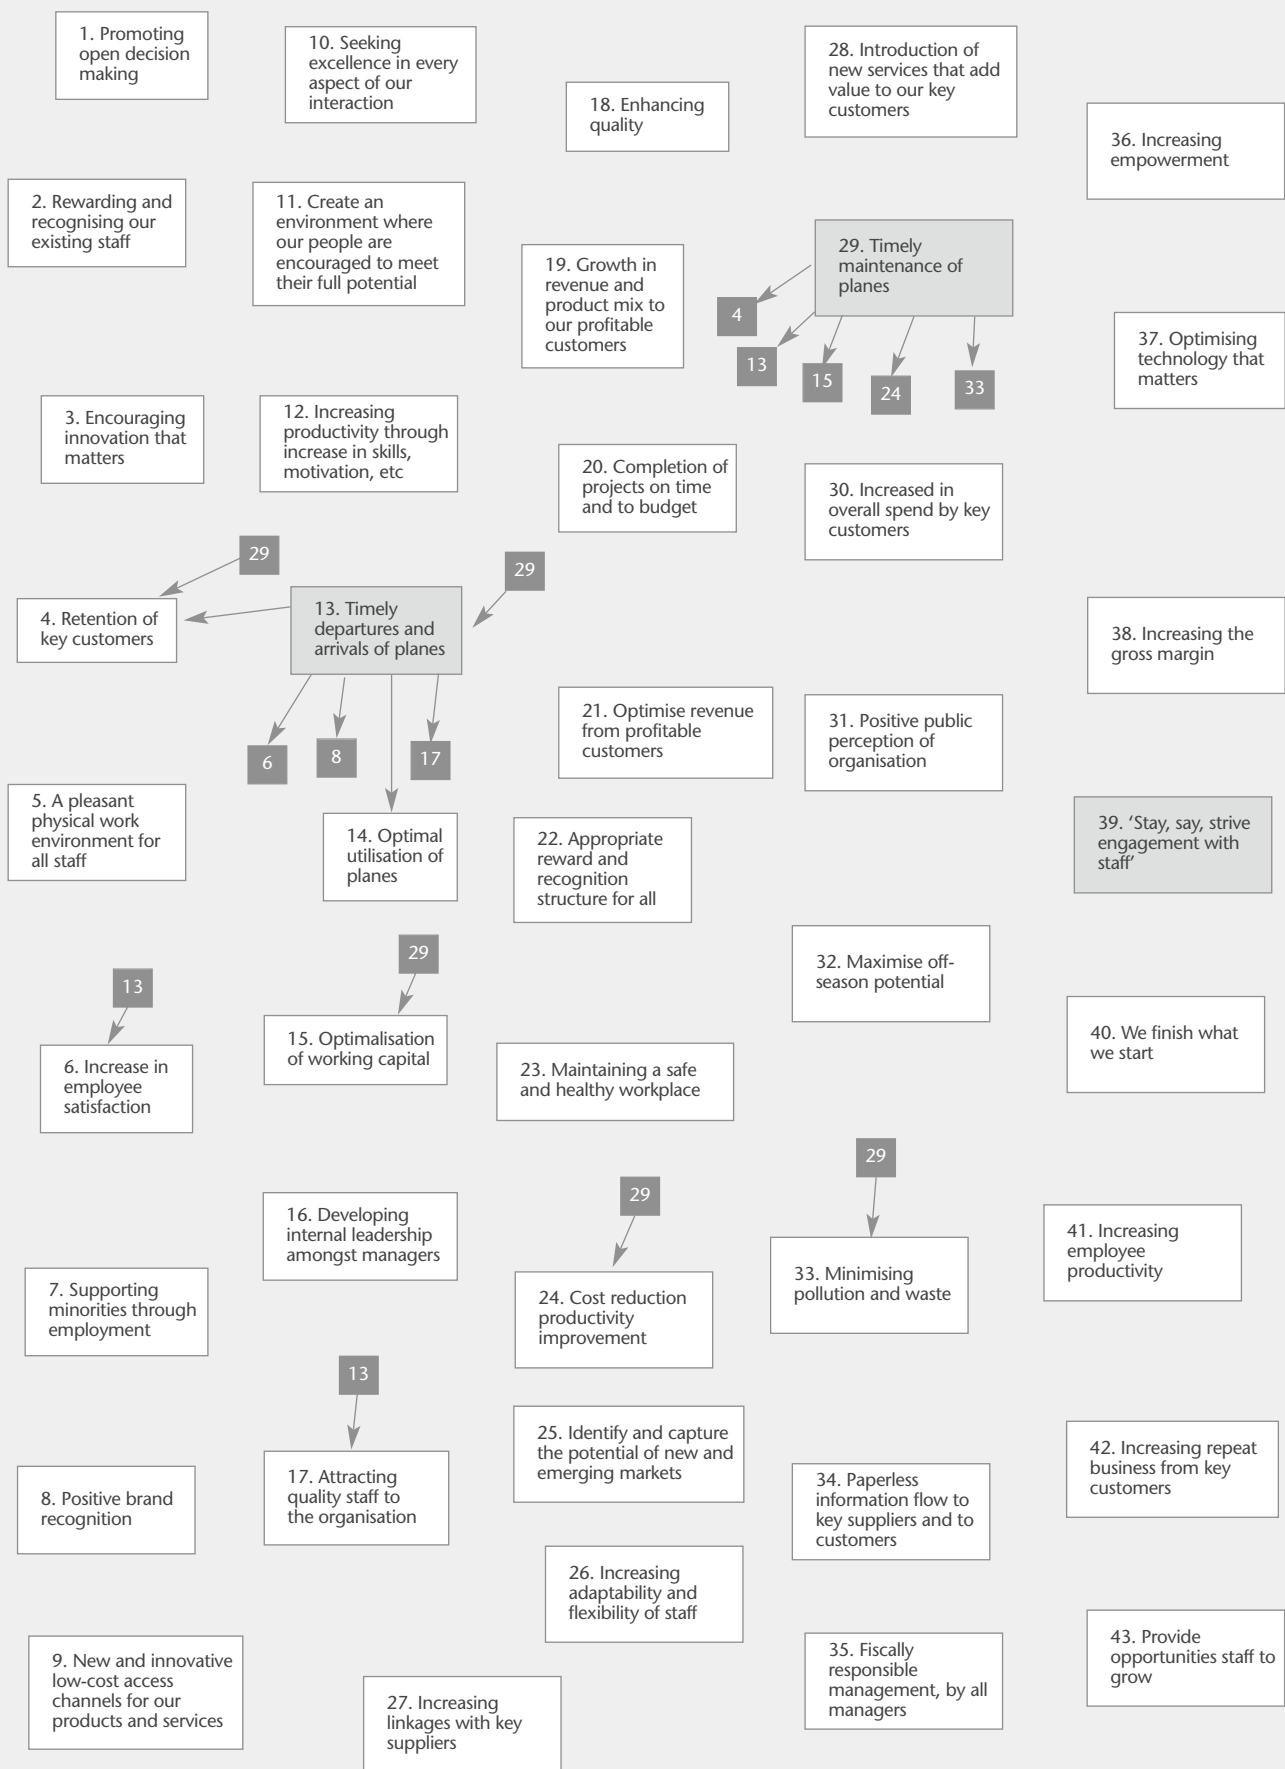 1. Promoting
open decision
making
2. Rewarding and
recognising our
existing staff
3. Encouraging
innovation that
matters
29
4. Retention of
key customers
5. A pleasant
physical work
environment for
all staff
13
6. Increase in
employee
satisfaction
7. Supporting
minorities through
employment
8. Positive brand
recognition
9. New and innovative
low-cost access
channels for our
products and services
10. Seeking
excellence in every
aspect of our
interaction
11. Create an
environment where
our people are
encouraged to meet
their full potential
12. Increasing
productivity through
increase in skills,
motivation, etc
29
13. Timely
departures and
arrivals of planes
6
8
17
14. Optimal
utilisation of
planes
29
15. Optimalisation
of working capital
16. Developing
internal leadership
amongst managers
13
17. Attracting
quality staff to
the organisation
18. Enhancing
quality
19. Growth in
revenue and
product mix to
our profitable
customers
20. Completion of
projects on time
and to budget
21. Optimise revenue
from profitable
customers
22. Appropriate
reward and
recognition
structure for all
23. Maintaining a safe
and healthy workplace
29
24. Cost reduction
productivity
improvement
25. Identify and capture
the potential of new and
emerging markets
26. Increasing
adaptability and
flexibility of staff
27. Increasing
linkages with key
suppliers
28. Introduction of
new services that add
value to our key
customers
29. Timely
maintenance of
planes
4
13
15
24
33
30. Increased in
overall spend by key
customers
31. Positive public
perception of
organisation
32. Maximise off-
season potential
29
33. Minimising
pollution and waste
34. Paperless
information flow to
key suppliers and to
customers
35. Fiscally
responsible
management, by all
managers
36. Increasing
empowerment
37. Optimising
technology that
matters
38. Increasing the
gross margin
39. ‘Stay, say, strive
engagement with
staff’
40. We finish what
we start
41. Increasing
employee
productivity
42. Increasing repeat
business from key
customers
43. Provide
opportunities staff to
grow